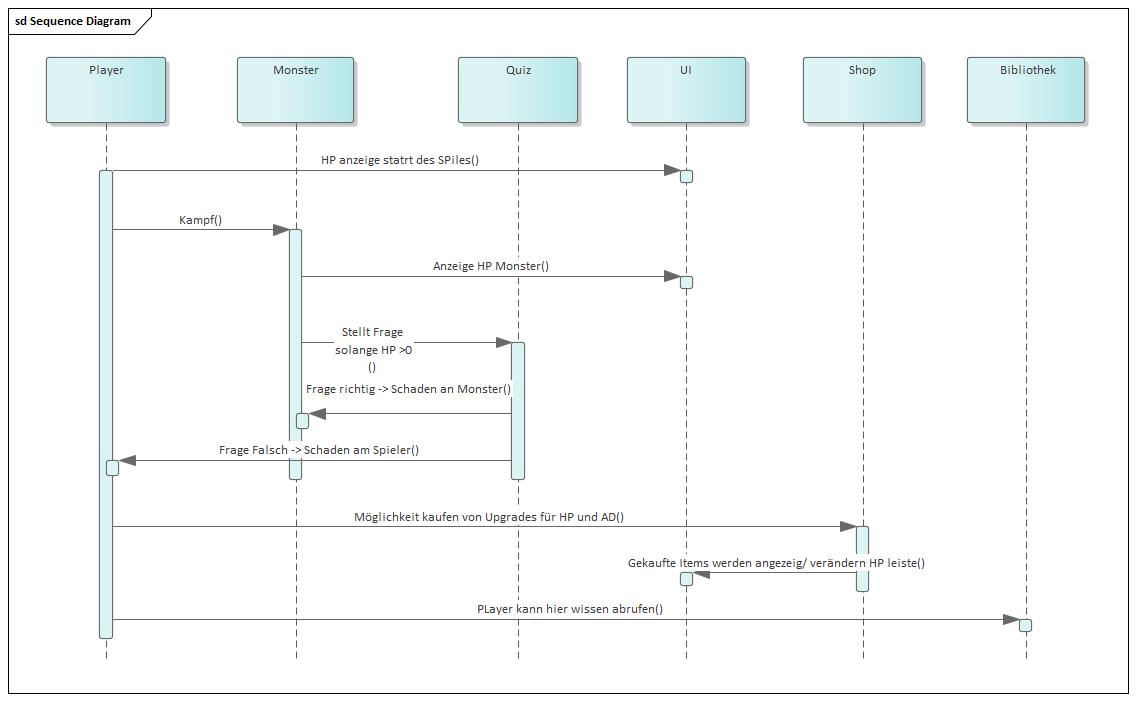 sd Sequence Diagram
Player
Monster
Quiz
UI
Shop
Bibliothek
HP anzeige statrt des SPiles()
Kampf()
Anzeige HP Monster()
Stellt Frage
solange HP >0
()
Frage richtig -> Schaden an Monster()
Frage Falsch -> Schaden am Spieler()
Möglichkeit kaufen von Upgrades für HP und AD()
Gekaufte Items werden angezeig/ verändern HP leiste()
PLayer kann hier wissen abrufen()